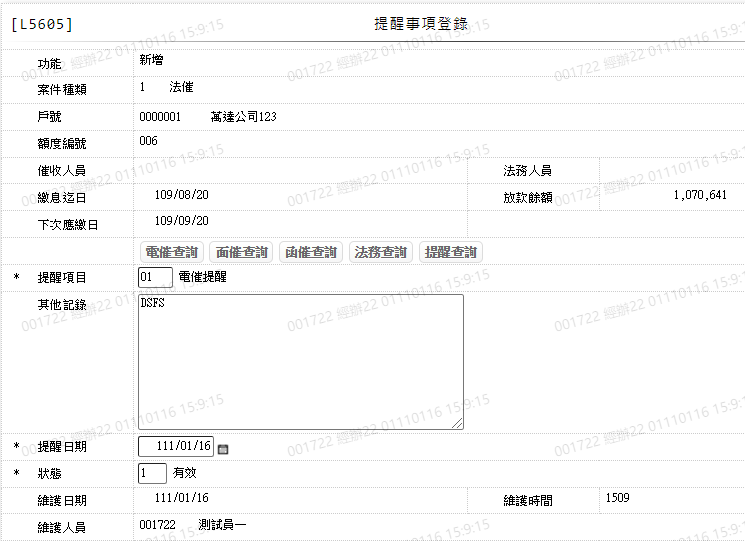 [L5605] 提醒事項登錄
功能 新增
案件種類 1 法催
戶號 0000001 萬達公司123
額度編號 006
催收人員 法務人員
繳息迄日 109/08/20 放款餘額 1,070,641
下次應繳日 109/09/20
電催查詢 面催查詢 函催查詢 法務查詢 提醒查詢
* 提醒項目 01 電催提醒
其他記錄 DSFS
* 提醒日期 111/01/16
* 狀態 1 有效
維護日期 111/01/16 維護時間 1509
維護人員 001722 測試員一
001722 經辦22 01110116 15:9:15